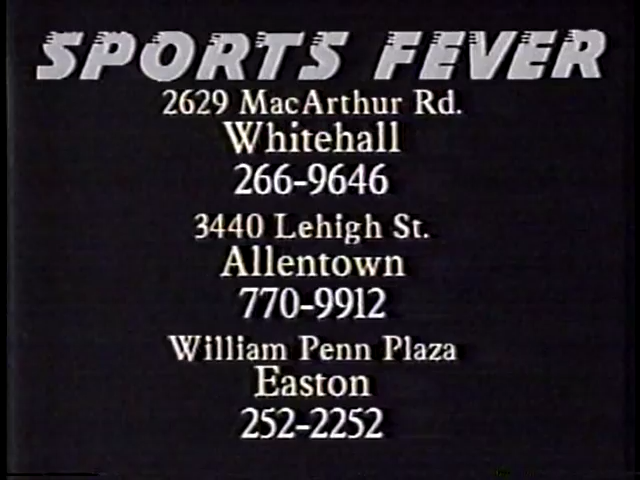 SPORTS FEVER
2629 MacArthur Rd.
Whitehall
266-9646
3440 Lehigh St.
Allentown
770-9912
William Penn Plaza
Easton
252-2252